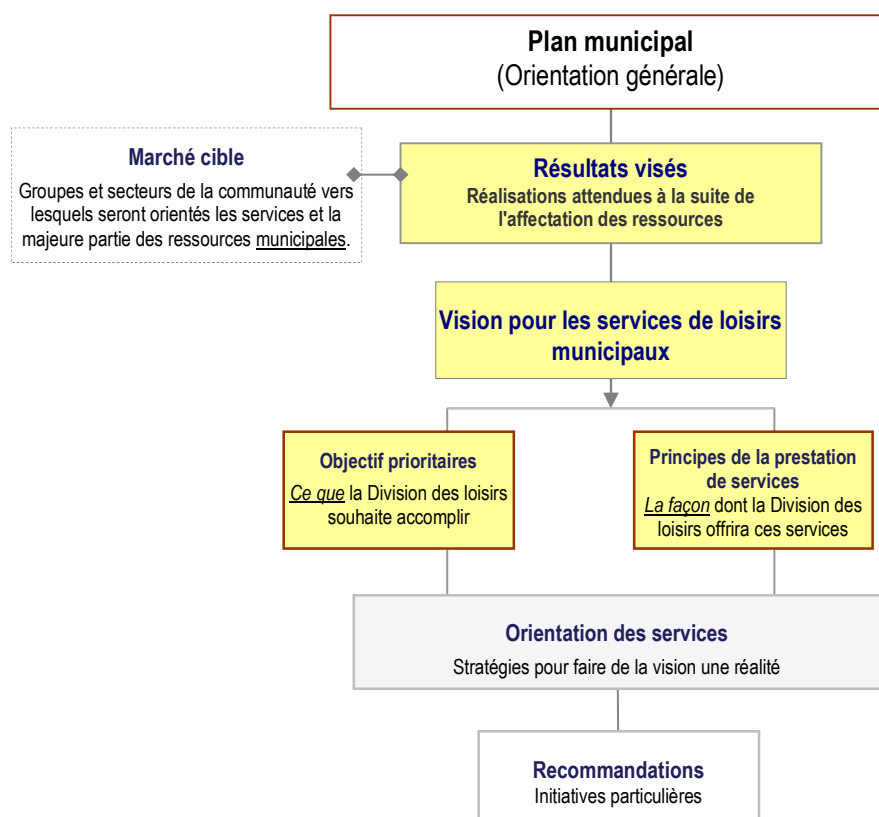 Plan municipal
(Orientation générale)
Marché cible
Groupes et secteurs de la communauté vers
lesquels seront orientés les services et la
majeure partie des ressources municipales.
Résultats visés
Réalisations attendues à la suite de
l'affectation des ressources
Vision pour les services de loisirs
municipaux
Objectif prioritaires
Ce que la Division des loisirs
souhaite accomplir
Principes de la prestation
de services
La façon dont la Division des
loisirs offrira ces services
Orientation des services
Stratégies pour faire de la vision une réalité
Recommandations
Initiatives particulières